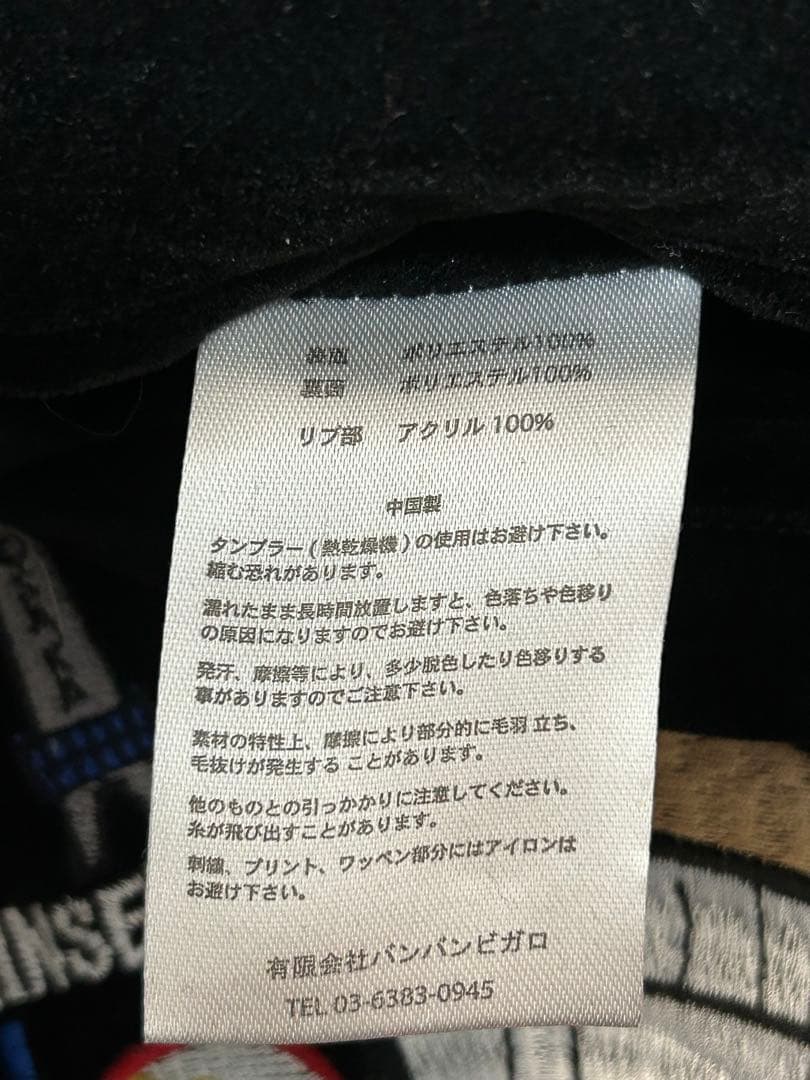 表面 ポリエステル100%
裏面 ポリエステル100%
リブ部 アクリル 100%
中国製
タンブラー(熱乾燥機)の使用はお避け下さい。
縮む恐れがあります。
濡れたまま長時間放置しますと、色落ちや色移り
の原因になりますのでお避け下さい。
発汗、摩擦等により、多少脱色したり色移りする
事がありますのでご注意下さい。
素材の特性上、摩擦により部分的に毛羽 立ち、
毛抜けが発生する ことがあります。
他のものとの引っかかりに注意してください。
糸が飛び出すことがあります。
刺繍、プリント、ワッペン部分にはアイロンは
お避け下さい。
有限会社バンバンビガロ
TEL 03-6383-0945
OSAKA
INSE